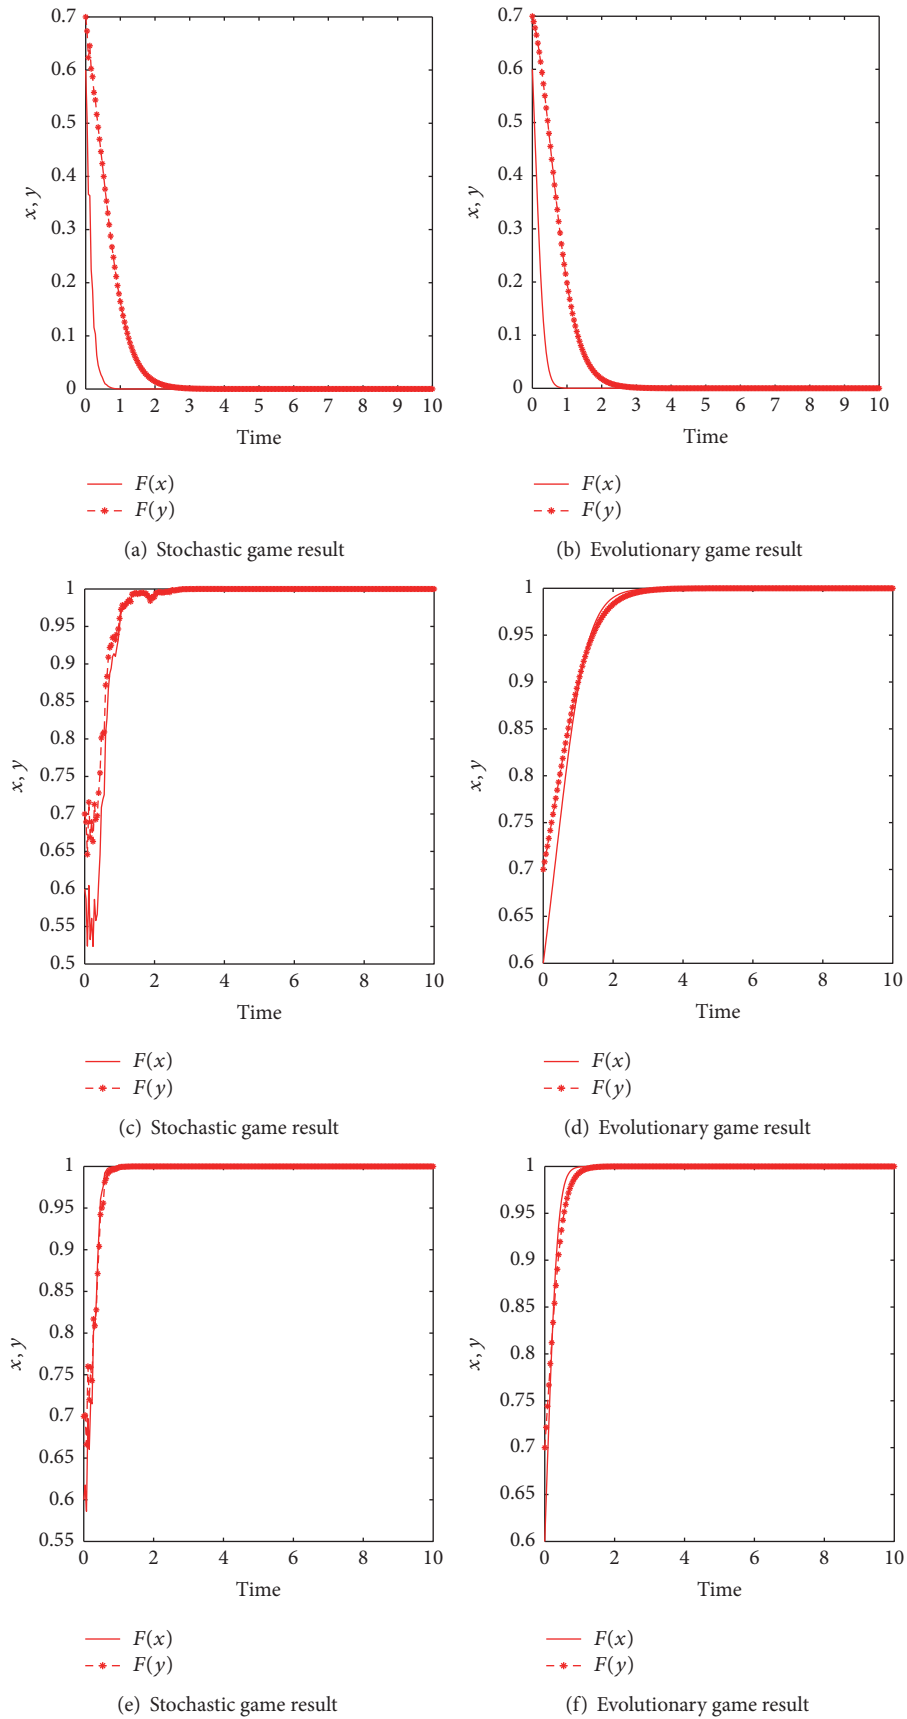 0.7
0.6
0.5
0.4
0.3
0.2
0.1
0
x, y
0 1 2 3 4 5 6 7 8 9 10
Time
F(x)
F(y)
(a) Stochastic game result
0.7
0.6
0.5
0.4
0.3
0.2
0.1
0
x, y
0 1 2 3 4 5 6 7 8 9 10
Time
F(x)
F(y)
(b) Evolutionary game result
1
0.95
0.9
0.85
0.8
0.75
0.7
0.65
0.6
0.55
0.5
x, y
0 2 4 6 8 10
Time
F(x)
F(y)
(c) Stochastic game result
1
0.95
0.9
0.85
0.8
0.75
0.7
0.65
0.6
x, y
0 2 4 6 8 10
Time
F(x)
F(y)
(d) Evolutionary game result
1
0.95
0.9
0.85
0.8
0.75
0.7
0.65
0.6
0.55
x, y
0 2 4 6 8 10
Time
F(x)
F(y)
(e) Stochastic game result
1
0.95
0.9
0.85
0.8
0.75
0.7
0.65
0.6
x, y
0 2 4 6 8 10
Time
F(x)
F(y)
(f) Evolutionary game result